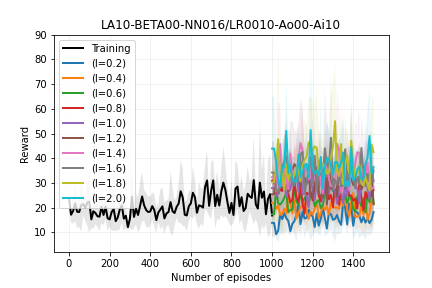 LA10-BETA00-NN016/LR0010-Ao00-Ai10
90
80
70
60
50
40
30
20
10
Reward
Training
(l=0.2)
(l=0.4)
(l=0.6)
(l=0.8)
(l=1.0)
(l=1.2)
(l=1.4)
(l=1.6)
(l=1.8)
(l=2.0)
0 200 400 600 800 1000 1200 1400
Number of episodes